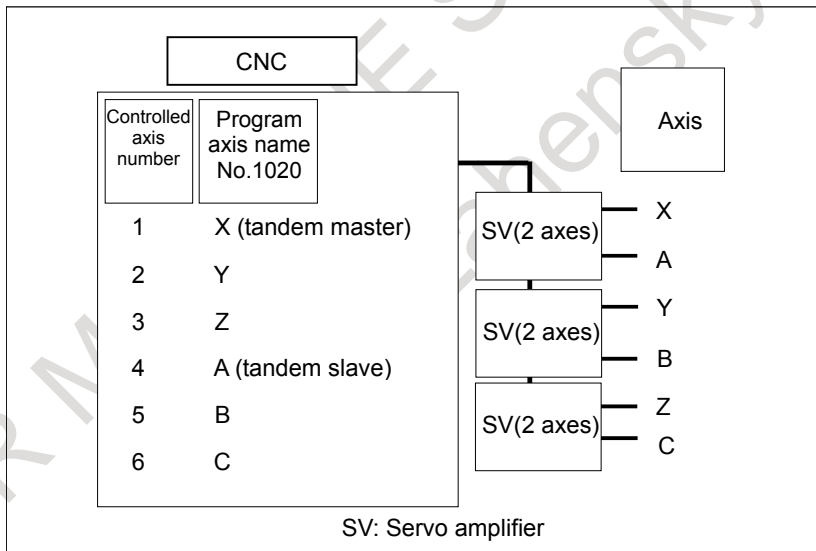 CNC
Controlled
axis
number
Program
axis name
No.1020
Axis
1 X (tandem master)
2 Y
3 Z
4 A (tandem slave)
5 B
6 C
SV(2 axes)
X
A
SV(2 axes)
Y
B
SV(2 axes)
Z
C
SV: Servo amplifier